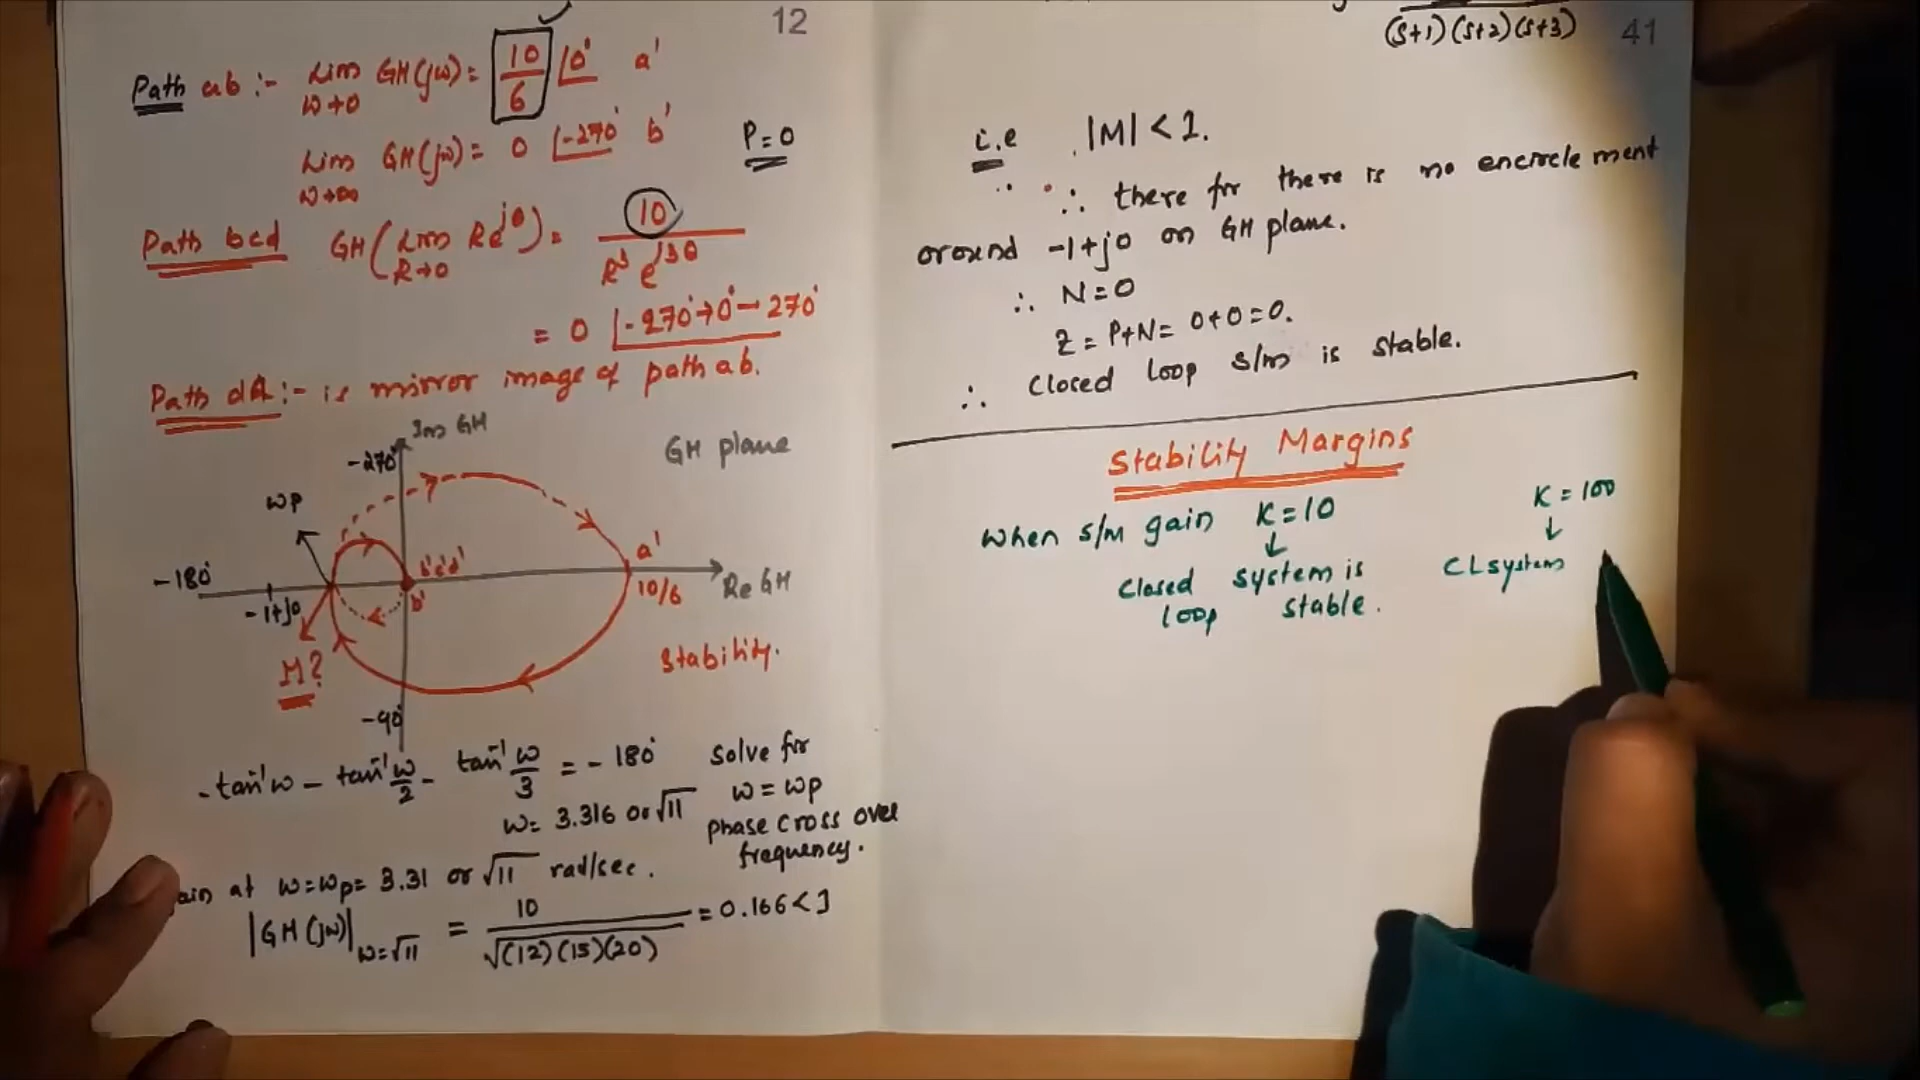 12
Path ab :- Lim GH(jω) = 10/6 ∠0° a'
ω→0
Lim GH(jω) = 0 ∠-270° b'
ω→∞
P=0
Path bcd GH(Lim Re^jθ) = 10
R→0 R³ e^j3θ
= 0 ∠-270°→0°-270°
Path da :- is mirror image of path ab.
Im GH
GH plane
-270°
ωp
a'
b'c'd'
-180°
Re GH
-1+j0
b'
10/6
M?
Stability.
-90°
-tan⁻¹ω - tan⁻¹ω/2 - tan⁻¹ω/3 = -180° Solve for
ω = 3.316 or √11 ω = ωp
phase cross over
frequency.
ain at ω=ωp= 3.31 or √11 rad/sec.
|GH(jω)| ω=√11 = 10 / √(12)(15)(20) = 0.166<1
(s+1)(s+2)(s+3) 41
i.e |M| < 1.
∴ there for there is no encirclement
around -1+j0 on GH plane.
∴ N=0
Z = P+N = 0+0=0.
∴ Closed loop s/m is stable.
Stability Margins
When s/m gain K=10 K=100
↓ ↓
Closed system is CLsystem
loop stable.